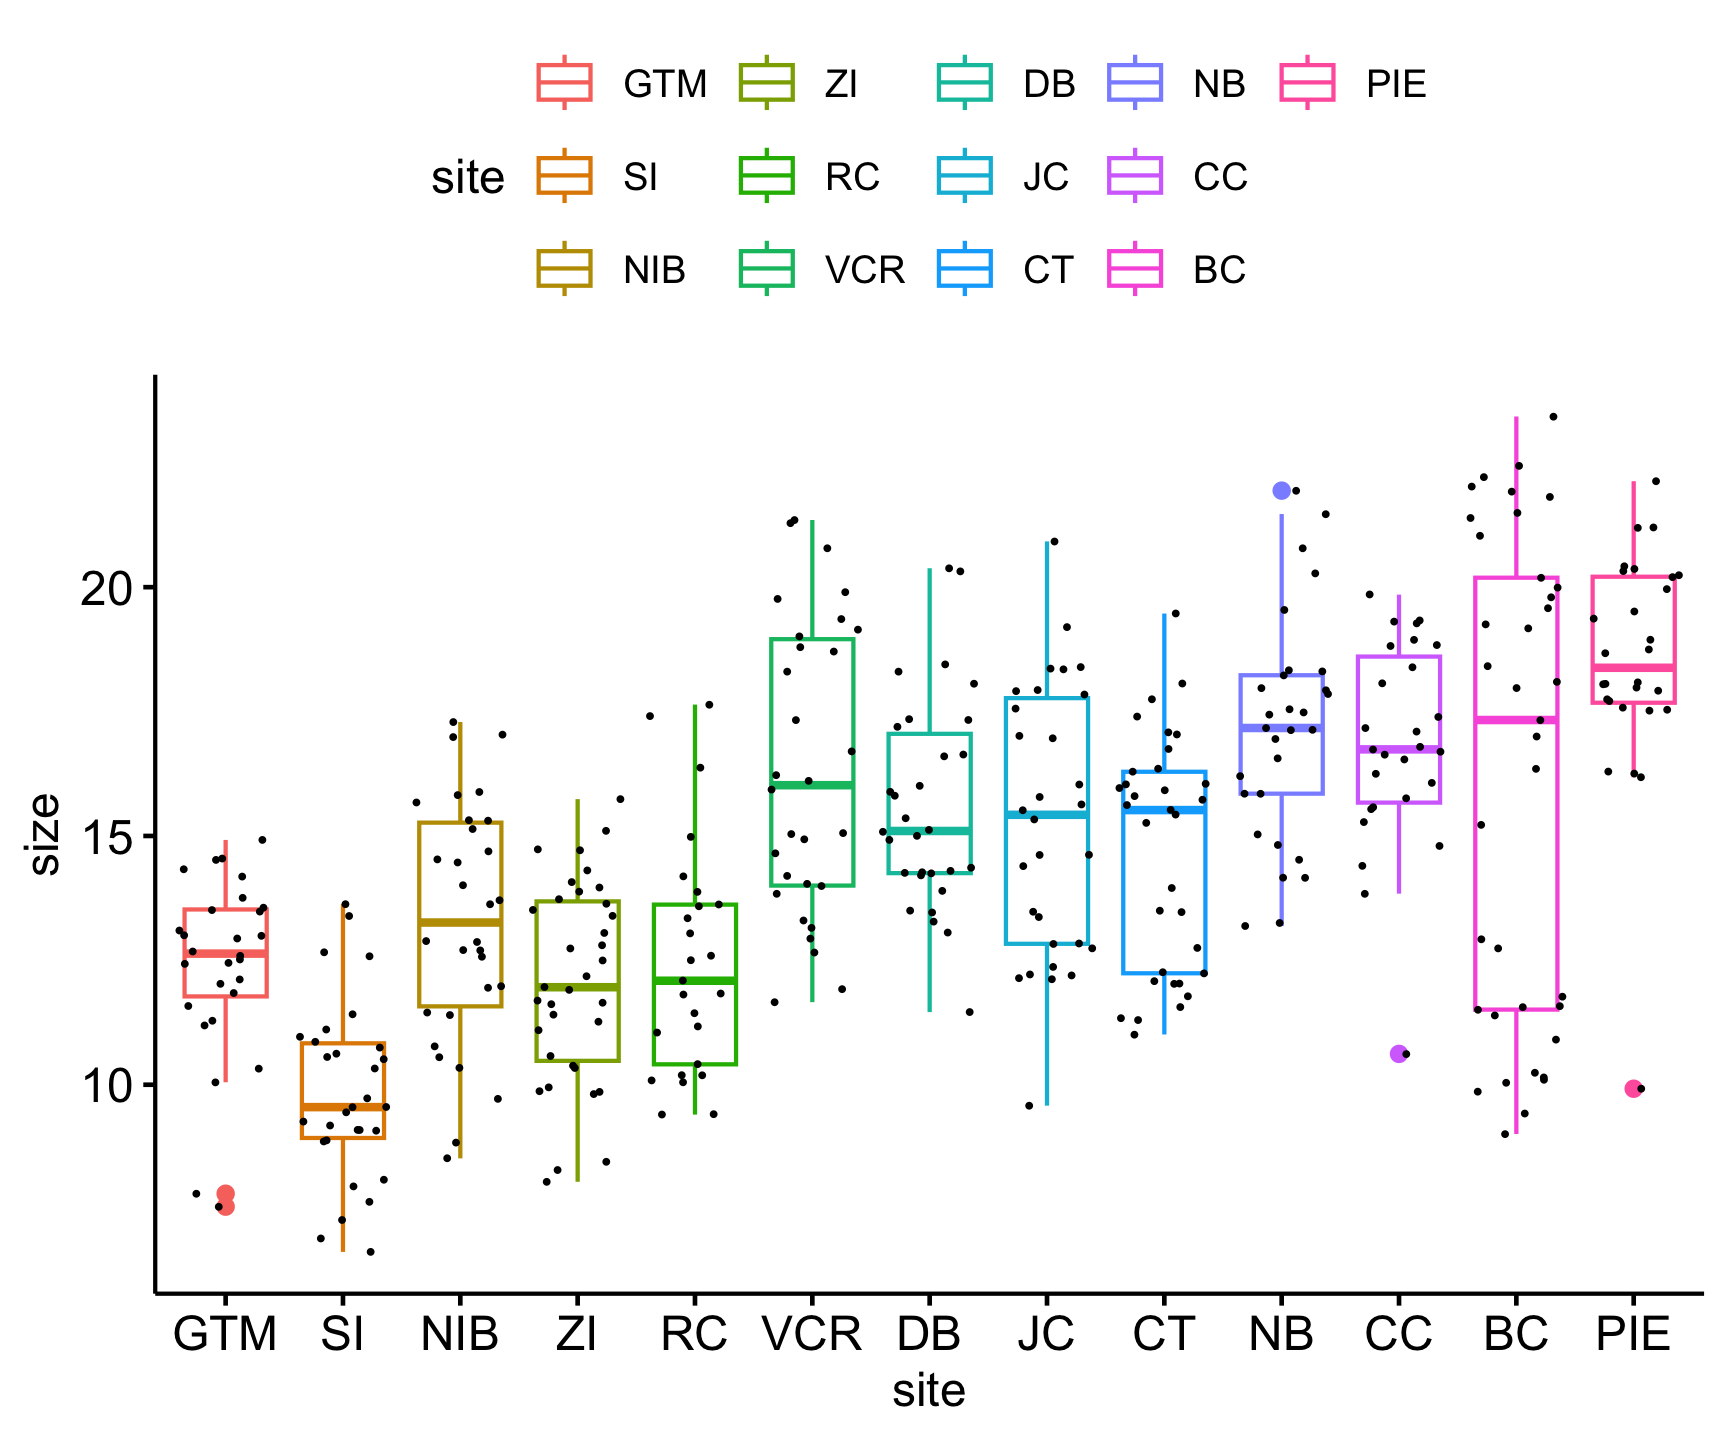 GTM ZI DB NB PIE
site SI RC JC CC
NIB VCR CT BC
size
20
15
10
GTM SI NIB ZI RC VCR DB JC CT NB CC BC PIE
site